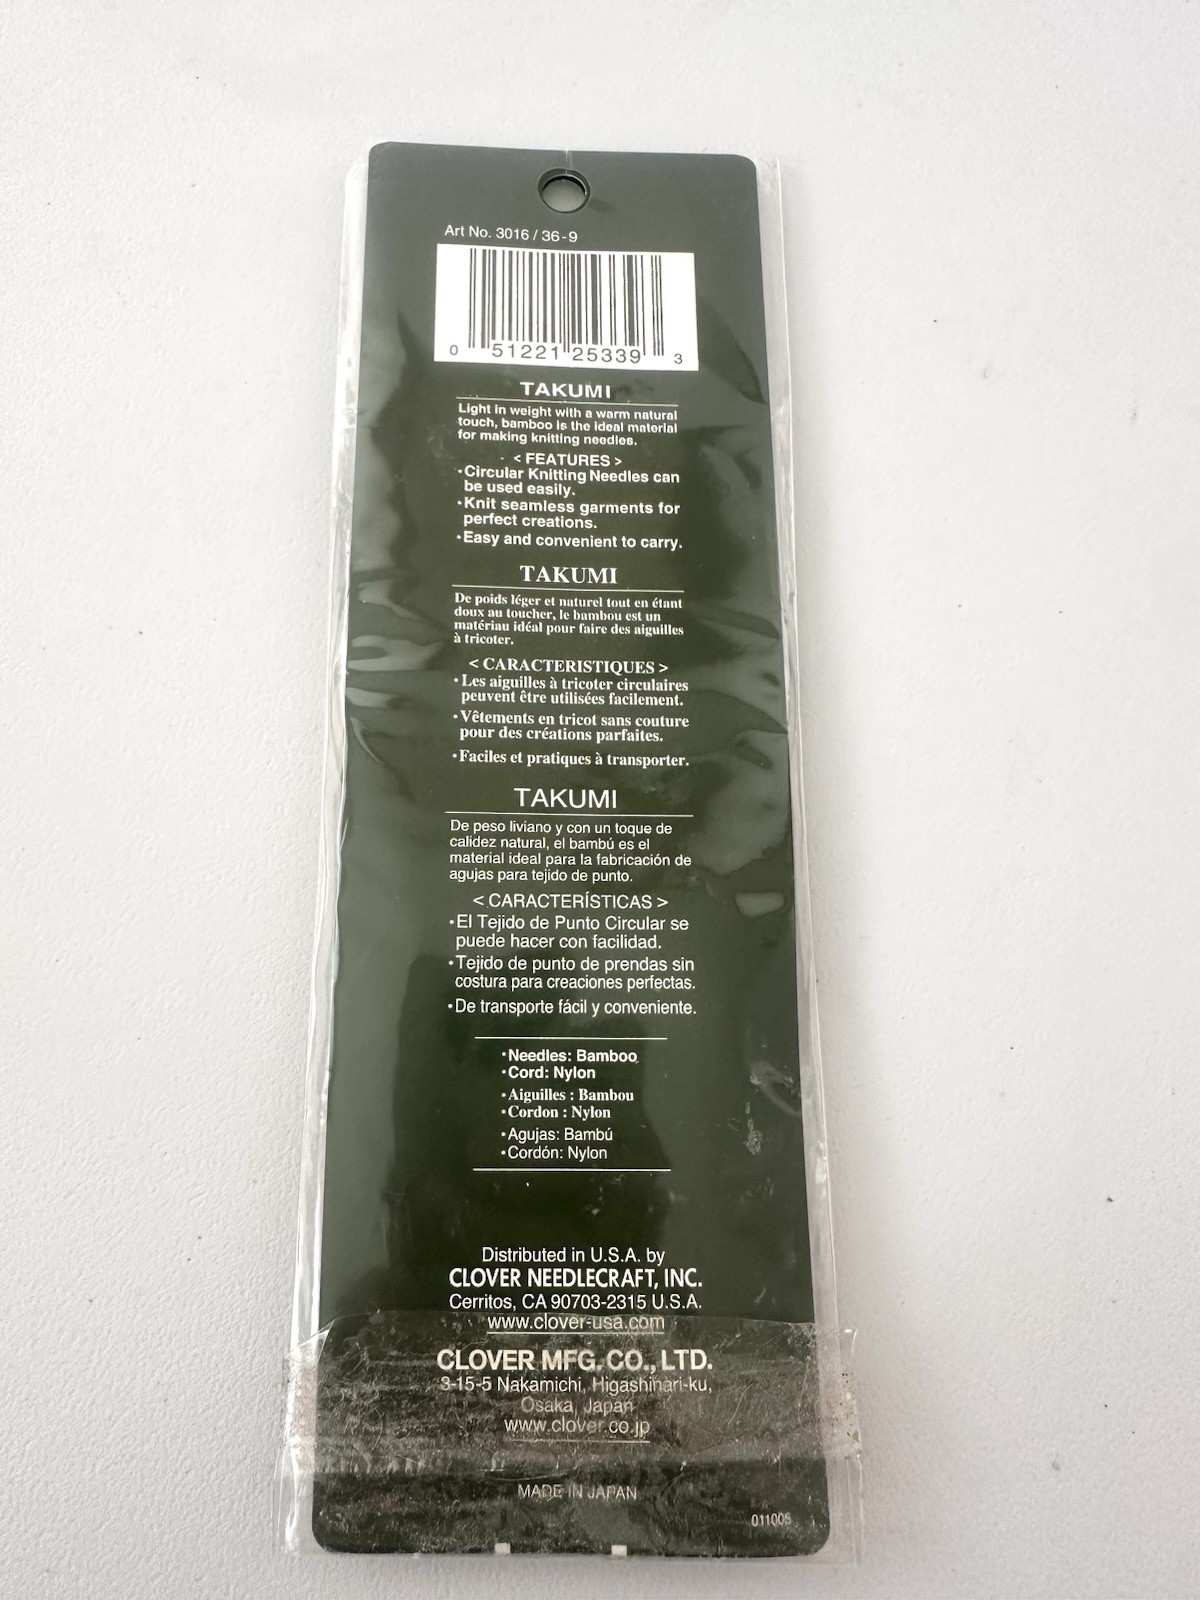 Art No. 3016 / 36-9
0 51221 25339 3
TAKUMI
Light in weight with a warm natural
touch, bamboo is the ideal material
for making knitting needles.
< FEATURES >
•Circular Knitting Needles can
be used easily.
•Knit seamless garments for
perfect creations.
•Easy and convenient to carry.
TAKUMI
De poids léger et naturel tout en étant
doux au toucher, le bambou est un
matériau idéal pour faire des aiguilles
à tricoter.
< CARACTERISTIQUES >
•Les aiguilles à tricoter circulaires
peuvent être utilisées facilement.
•Vêtements en tricot sans couture
pour des créations parfaites.
•Faciles et pratiques à transporter.
TAKUMI
De peso liviano y con un toque de
calidez natural, el bambú es el
material ideal para la fabricación de
agujas para tejido de punto.
< CARACTERÍSTICAS >
•El Tejido de Punto Circular se
puede hacer con facilidad.
•Tejido de punto de prendas sin
costura para creaciones perfectas.
•De transporte fácil y conveniente.
•Needles: Bamboo
•Cord: Nylon
•Aiguilles : Bambou
•Cordon : Nylon
•Agujas: Bambú
•Cordón: Nylon
Distributed in U.S.A. by
CLOVER NEEDLECRAFT, INC.
Cerritos, CA 90703-2315 U.S.A.
www.clover-usa.com
CLOVER MFG. CO., LTD.
3-15-5 Nakamichi, Higashinari-ku,
Osaka, Japan
www.clover.co.jp
MADE IN JAPAN
011005